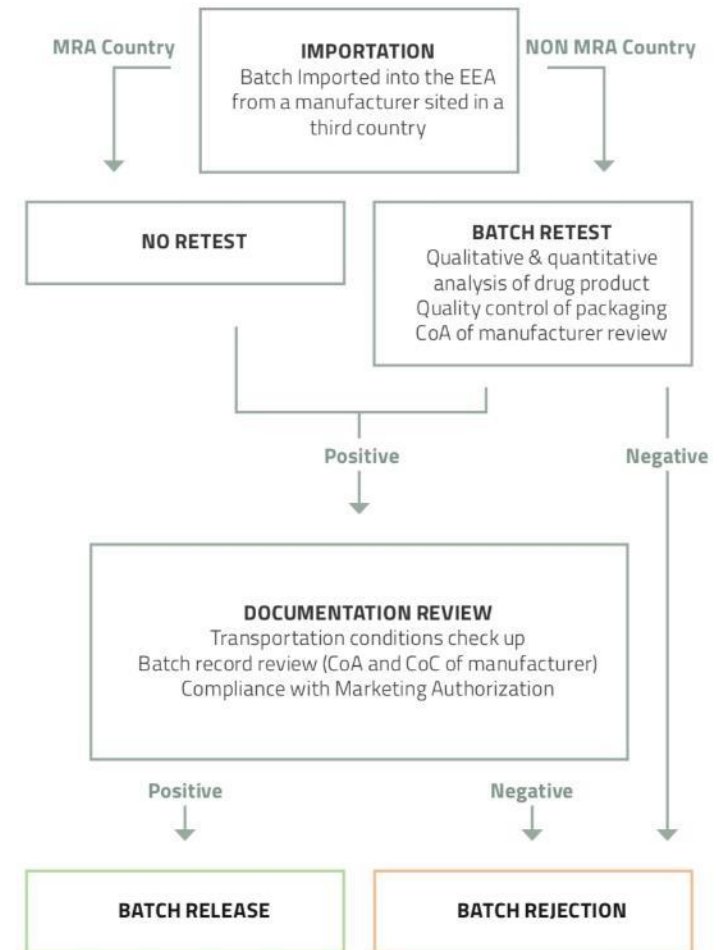 MRA Country
IMPORTATION
Batch Imported into the EEA
from a manufacturer sited in a
third country
NON MRA Country
NO RETEST
BATCH RETEST
Qualitative & quantitative
analysis of drug product
Quality control of packaging
CoA of manufacturer review
Positive
Negative
DOCUMENTATION REVIEW
Transportation conditions check up
Batch record review (CoA and CoC of manufacturer)
Compliance with Marketing Authorization
Positive
Negative
BATCH RELEASE
BATCH REJECTION